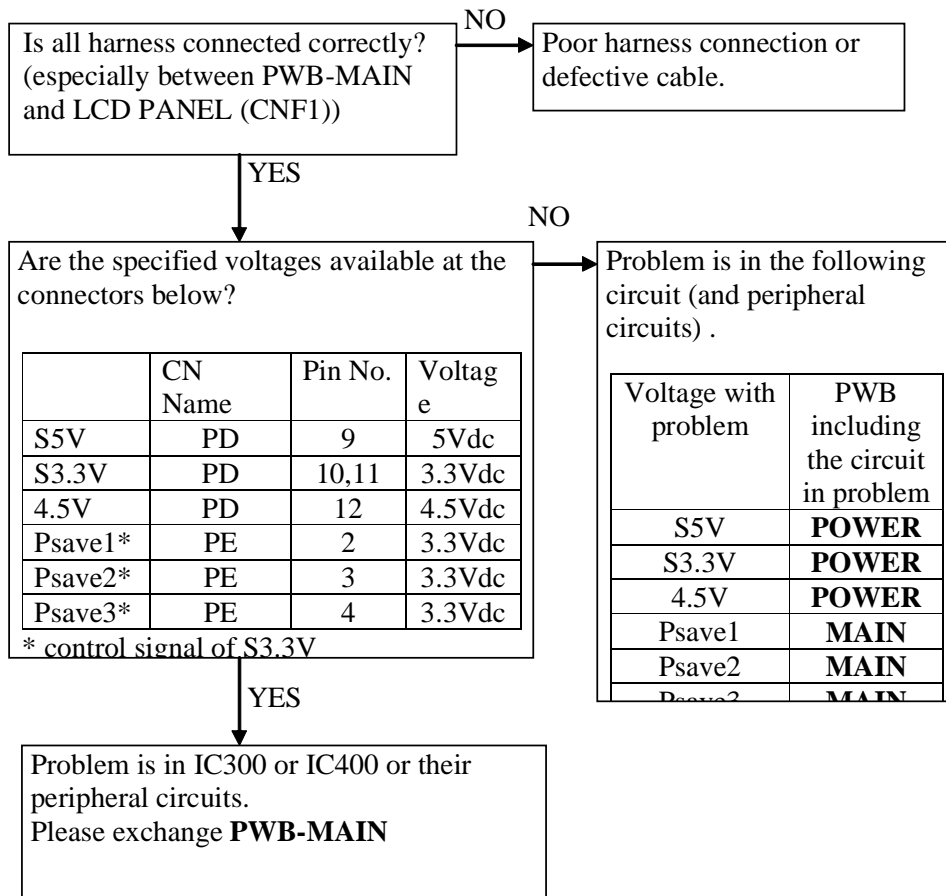 NO
Is all harness connected correctly?
(especially between PWB-MAIN
and LCD PANEL (CNF1))
Poor harness connection or
defective cable.
YES
NO
Are the specified voltages available at the
connectors below?
CN Name Pin No. Voltag
e
S5V PD 9 5Vdc
S3.3V PD 10,11 3.3Vdc
4.5V PD 12 4.5Vdc
Psave1* PE 2 3.3Vdc
Psave2* PE 3 3.3Vdc
Psave3* PE 4 3.3Vdc
* control signal of S3.3V
Problem is in the following
circuit (and peripheral
circuits) .
Voltage with problem PWB including the circuit in problem
S5V POWER
S3.3V POWER
4.5V POWER
Psave1 MAIN
Psave2 MAIN
Psave3 MAIN
YES
Problem is in IC300 or IC400 or their
peripheral circuits.
Please exchange PWB-MAIN